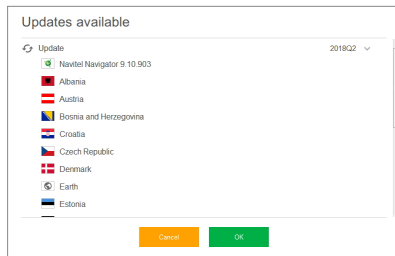 Updates available
Update 2018Q2
Navitel Navigator 9.10.903
Albania
Austria
Bosnia and Herzegovina
Croatia
Czech Republic
Denmark
Earth
Estonia
Cancel OK